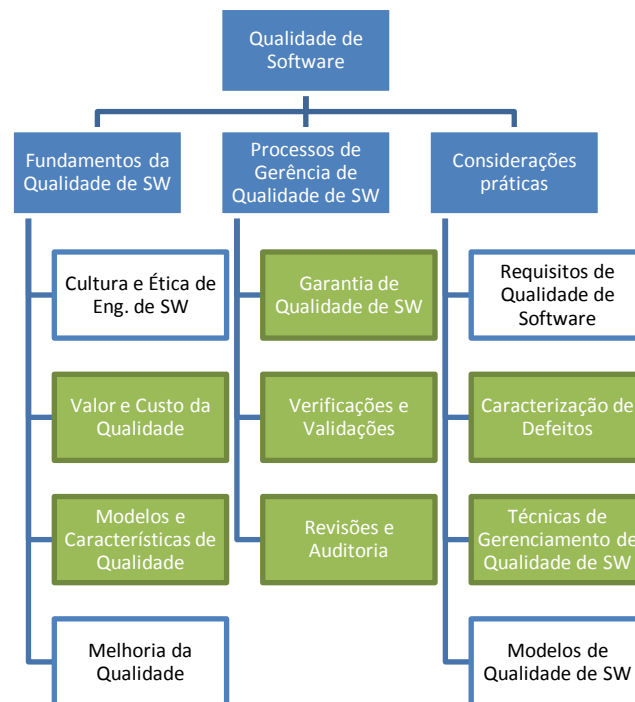 Qualidade de
Software
Fundamentos da
Qualidade de SW
Processos de
Gerência de
Qualidade de SW
Considerações
práticas
Cultura e Ética de
Eng. de SW
Valor e Custo da
Qualidade
Modelos e
Características de
Qualidade
Melhoria da
Qualidade
Garantia de
Qualidade de SW
Verificações e
Validações
Revisões e
Auditoria
Requisitos de
Qualidade de
Software
Caracterização de
Defeitos
Técnicas de
Gerenciamento de
Qualidade de SW
Modelos de
Qualidade de SW